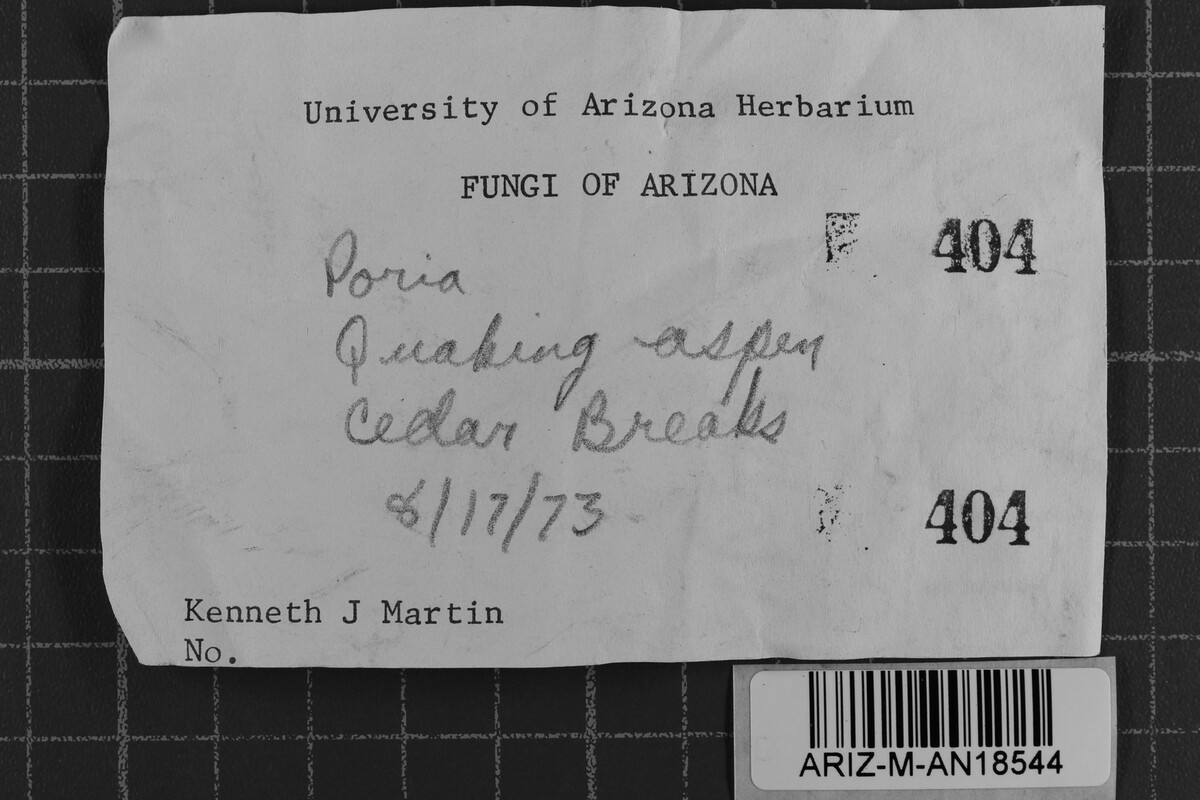 University of Arizona Herbarium
FUNGI OF ARIZONA
404
Poria
Quaking aspen
Cedar Breaks
8/17/73
404
Kenneth J Martin
No.
ARIZ-M-AN18544